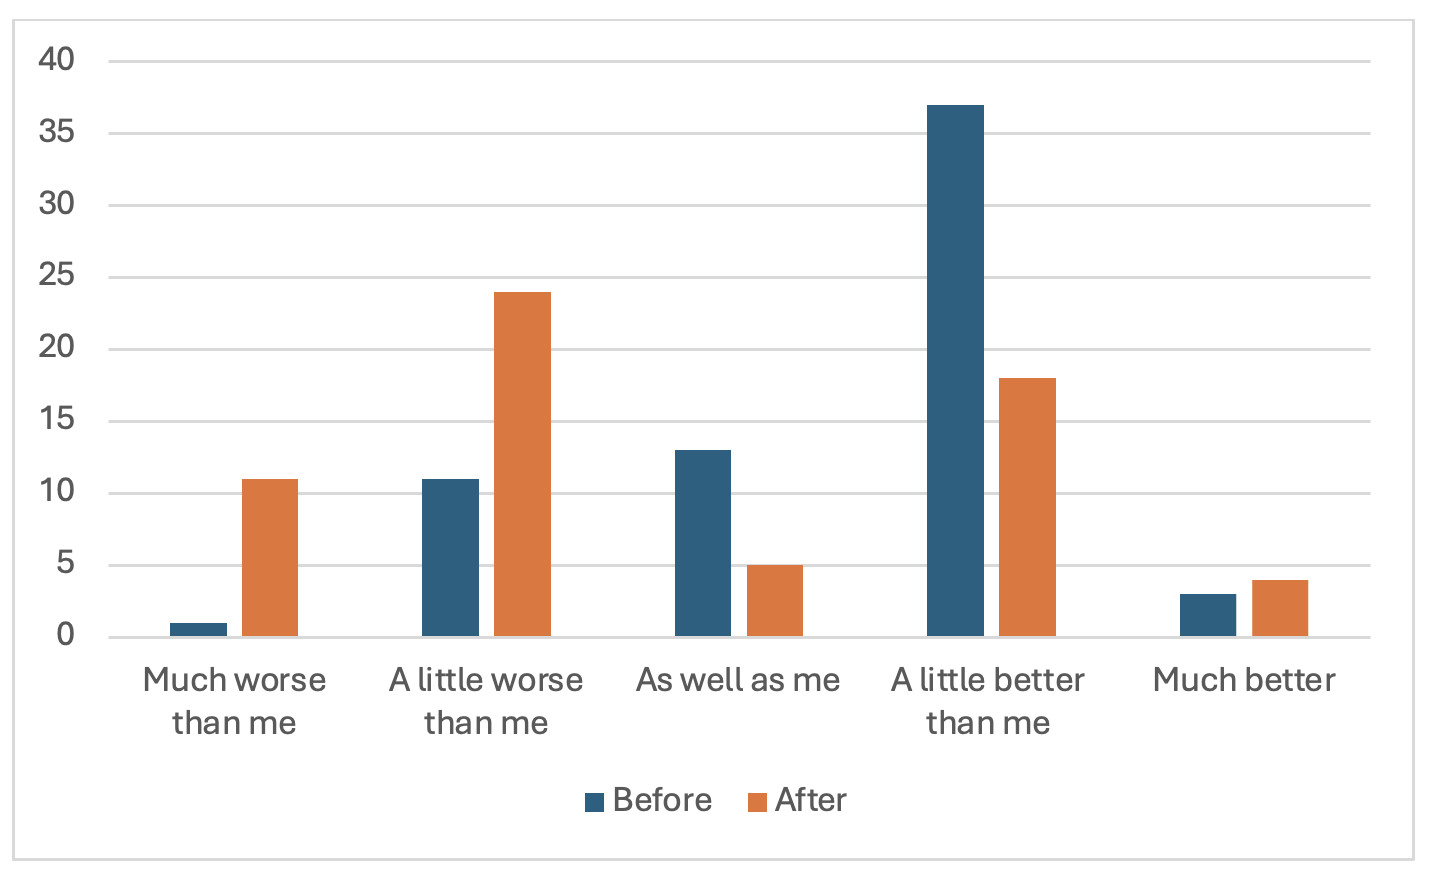 40
35
30
25
20
15
10
5
0
Much worse than me
A little worse than me
As well as me
A little better than me
Much better
Before
After